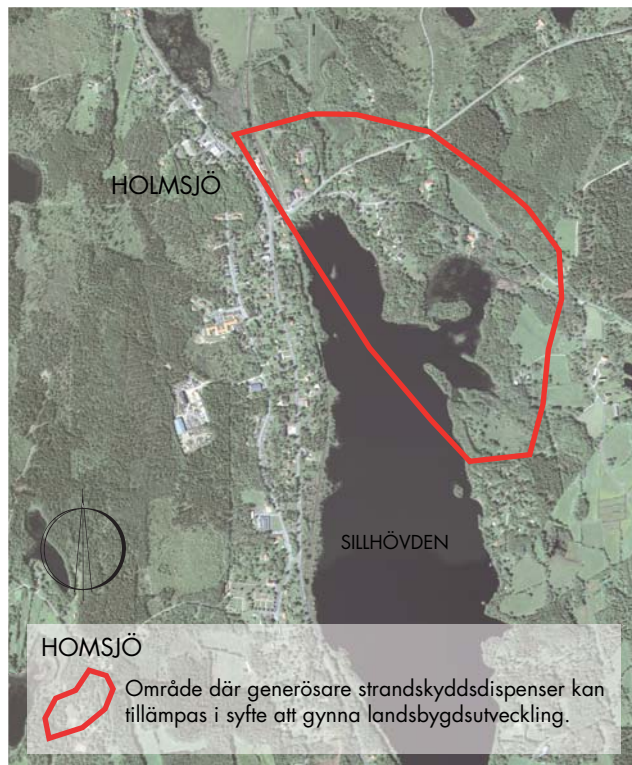 HOLMSJÖ
SILLHÖVDEN
HOMSJÖ
Område där generösare strandskyddsdispenser kan
tillämpas i syfte att gynna landsbygdsutveckling.